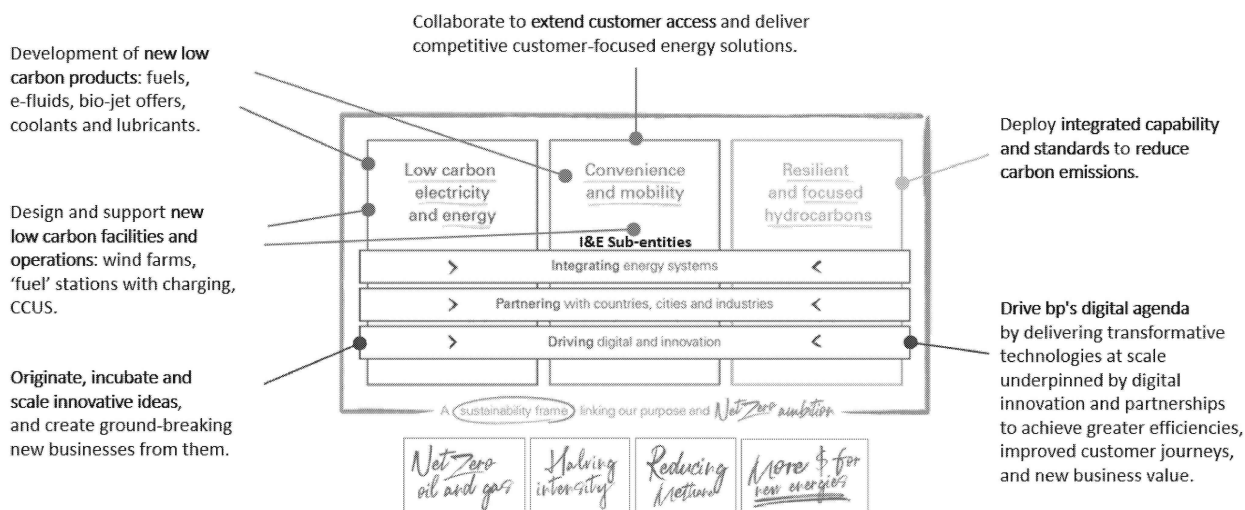 Collaborate to extend customer access and deliver
competitive customer-focused energy solutions.
Development of new low
carbon products: fuels,
e-fluids, bio-jet offers,
coolants and lubricants.
Design and support new
low carbon facilities and
operations: wind farms,
‘fuel’ stations with charging,
CCUS.
Originate, incubate and
scale innovative ideas,
and create ground-breaking
new businesses from them.
Low carbon
electricity
and energy
Convenience
and mobility
Resilient
and focused
hydrocarbons
I&E Sub-entities
Integrating energy systems
Partnering with countries, cities and industries
Driving digital and innovation
A sustainability frame linking our purpose and Net Zero ambition
Net Zero
oil and gas
Halving
intensity
Reducing
Methane
More $ for
new energies
Deploy integrated capability
and standards to reduce
carbon emissions.
Drive bp's digital agenda
by delivering transformative
technologies at scale
underpinned by digital
innovation and partnerships
to achieve greater efficiencies,
improved customer journeys,
and new business value.